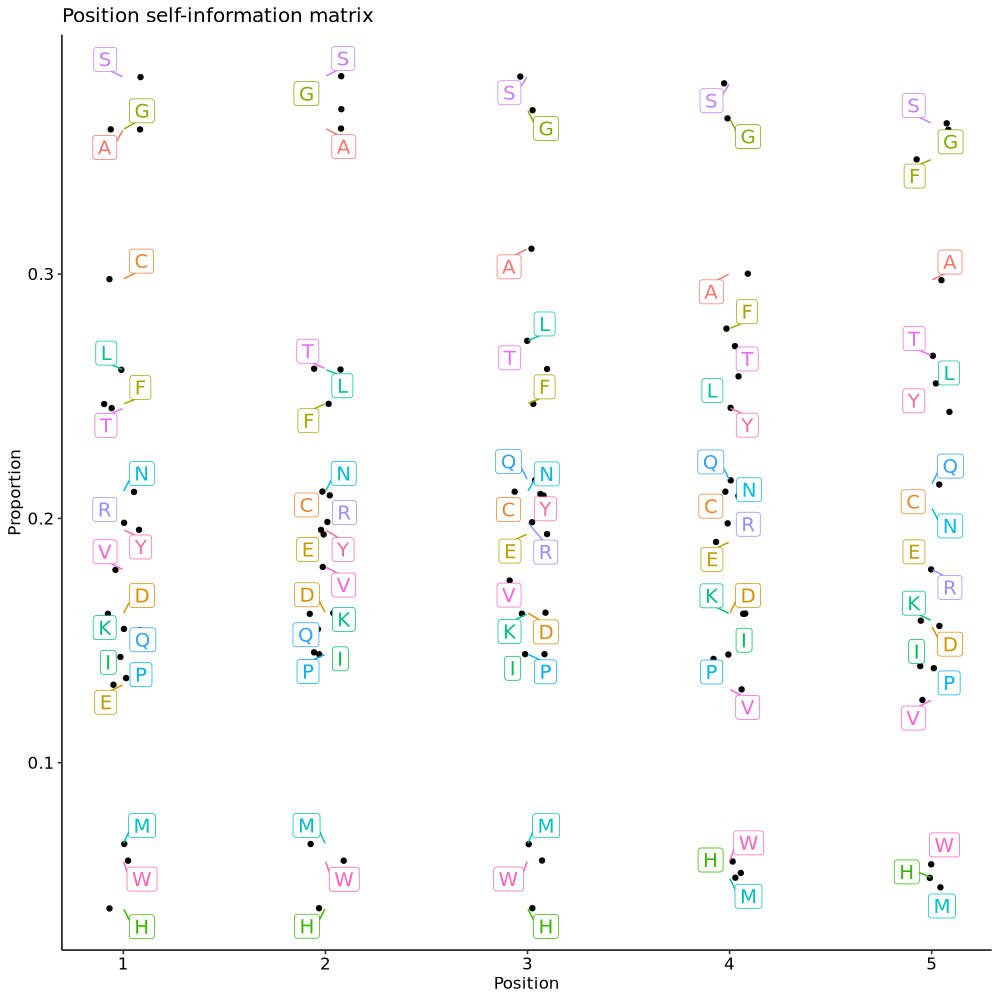 Position self-information matrix
S S
G S S S
G A A G G G F
C A A A
L F T T L F T L T F T L Y T L Y
F
N R V Y N C R E Y V Q N C Y E R Q N C R E Q C N E R
D K Q I P E D K Q I P V K D I P K D I P V K D I P V
M M M H W W
W W W M H M
H H H
0.3
0.2
0.1
Proportion
1 2 3 4 5
Position